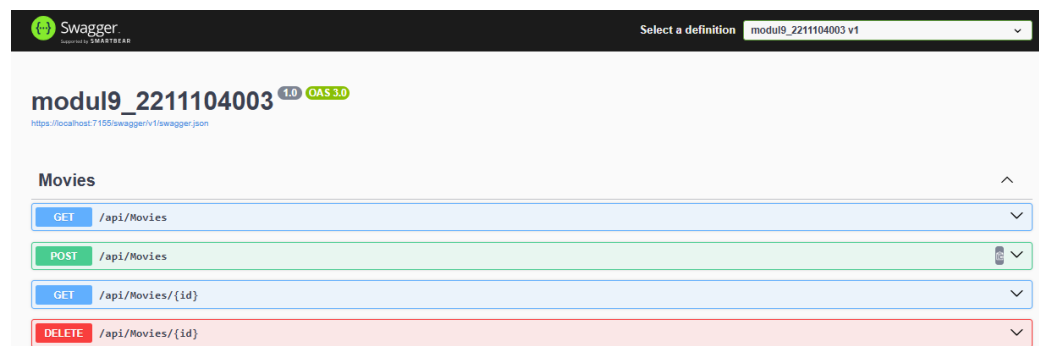 Swagger.
Supported by SMARTBEAR
Select a definition modul9_2211104003 v1
modul9_2211104003 1.0 OAS 3.0
https://localhost:7155/swagger/v1/swagger.json
Movies
GET /api/Movies
POST /api/Movies
GET /api/Movies/{id}
DELETE /api/Movies/{id}